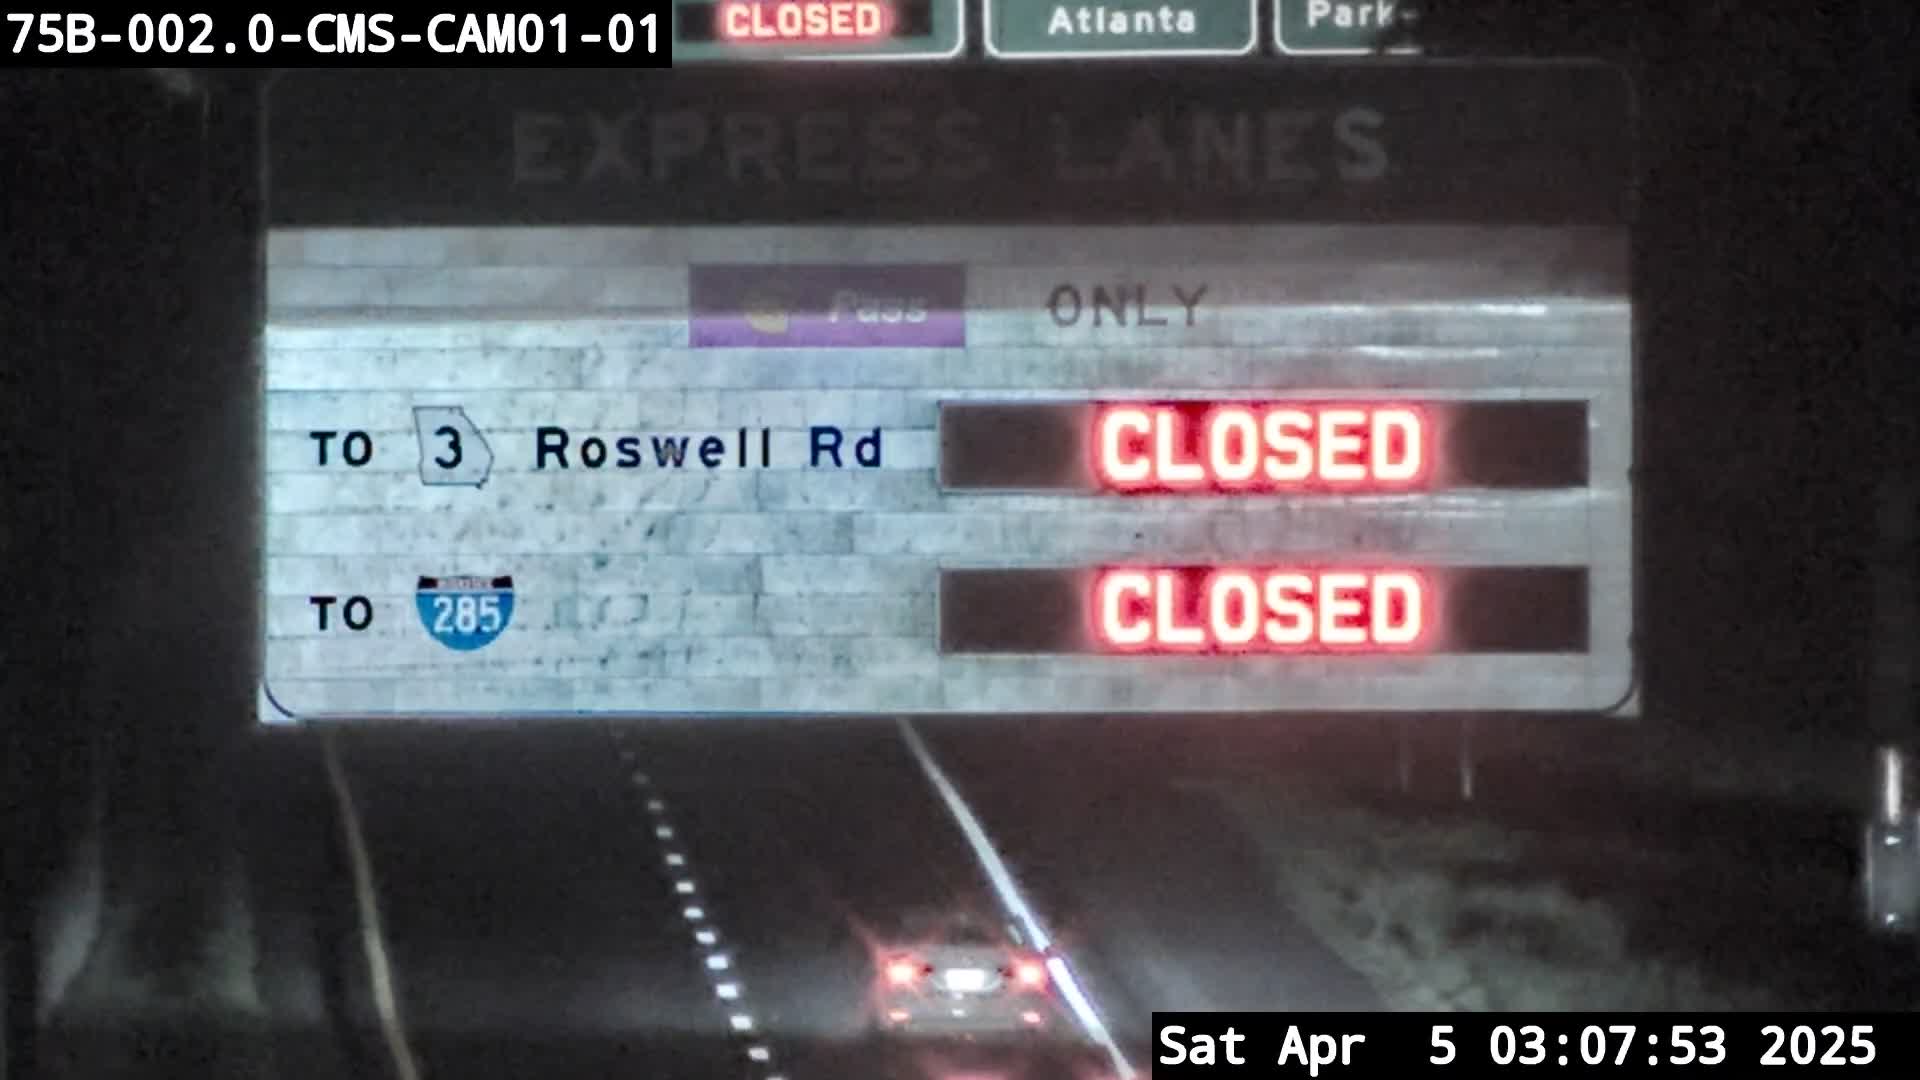 75B-002.0-CMS-CAM01-01
CLOSED
Atlanta
Park-
EXPRESS LANES
Pass ONLY
TO 3 Roswell Rd CLOSED
TO 285 CLOSED
Sat Apr 5 03:07:53 2025